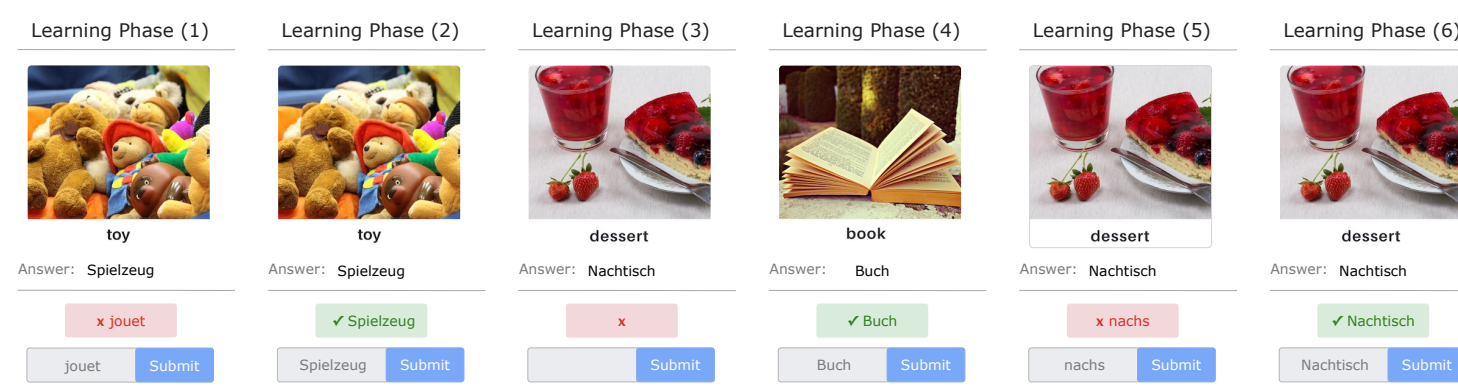 Learning Phase (1)
toy
Answer: Spielzeug
x jouet
jouet Submit
Learning Phase (2)
toy
Answer: Spielzeug
✓ Spielzeug
Spielzeug Submit
Learning Phase (3)
dessert
Answer: Nachtisch
x
Submit
Learning Phase (4)
book
Answer: Buch
✓ Buch
Buch Submit
Learning Phase (5)
dessert
Answer: Nachtisch
x nachs
nachs Submit
Learning Phase (6)
dessert
Answer: Nachtisch
✓ Nachtisch
Nachtisch Submit